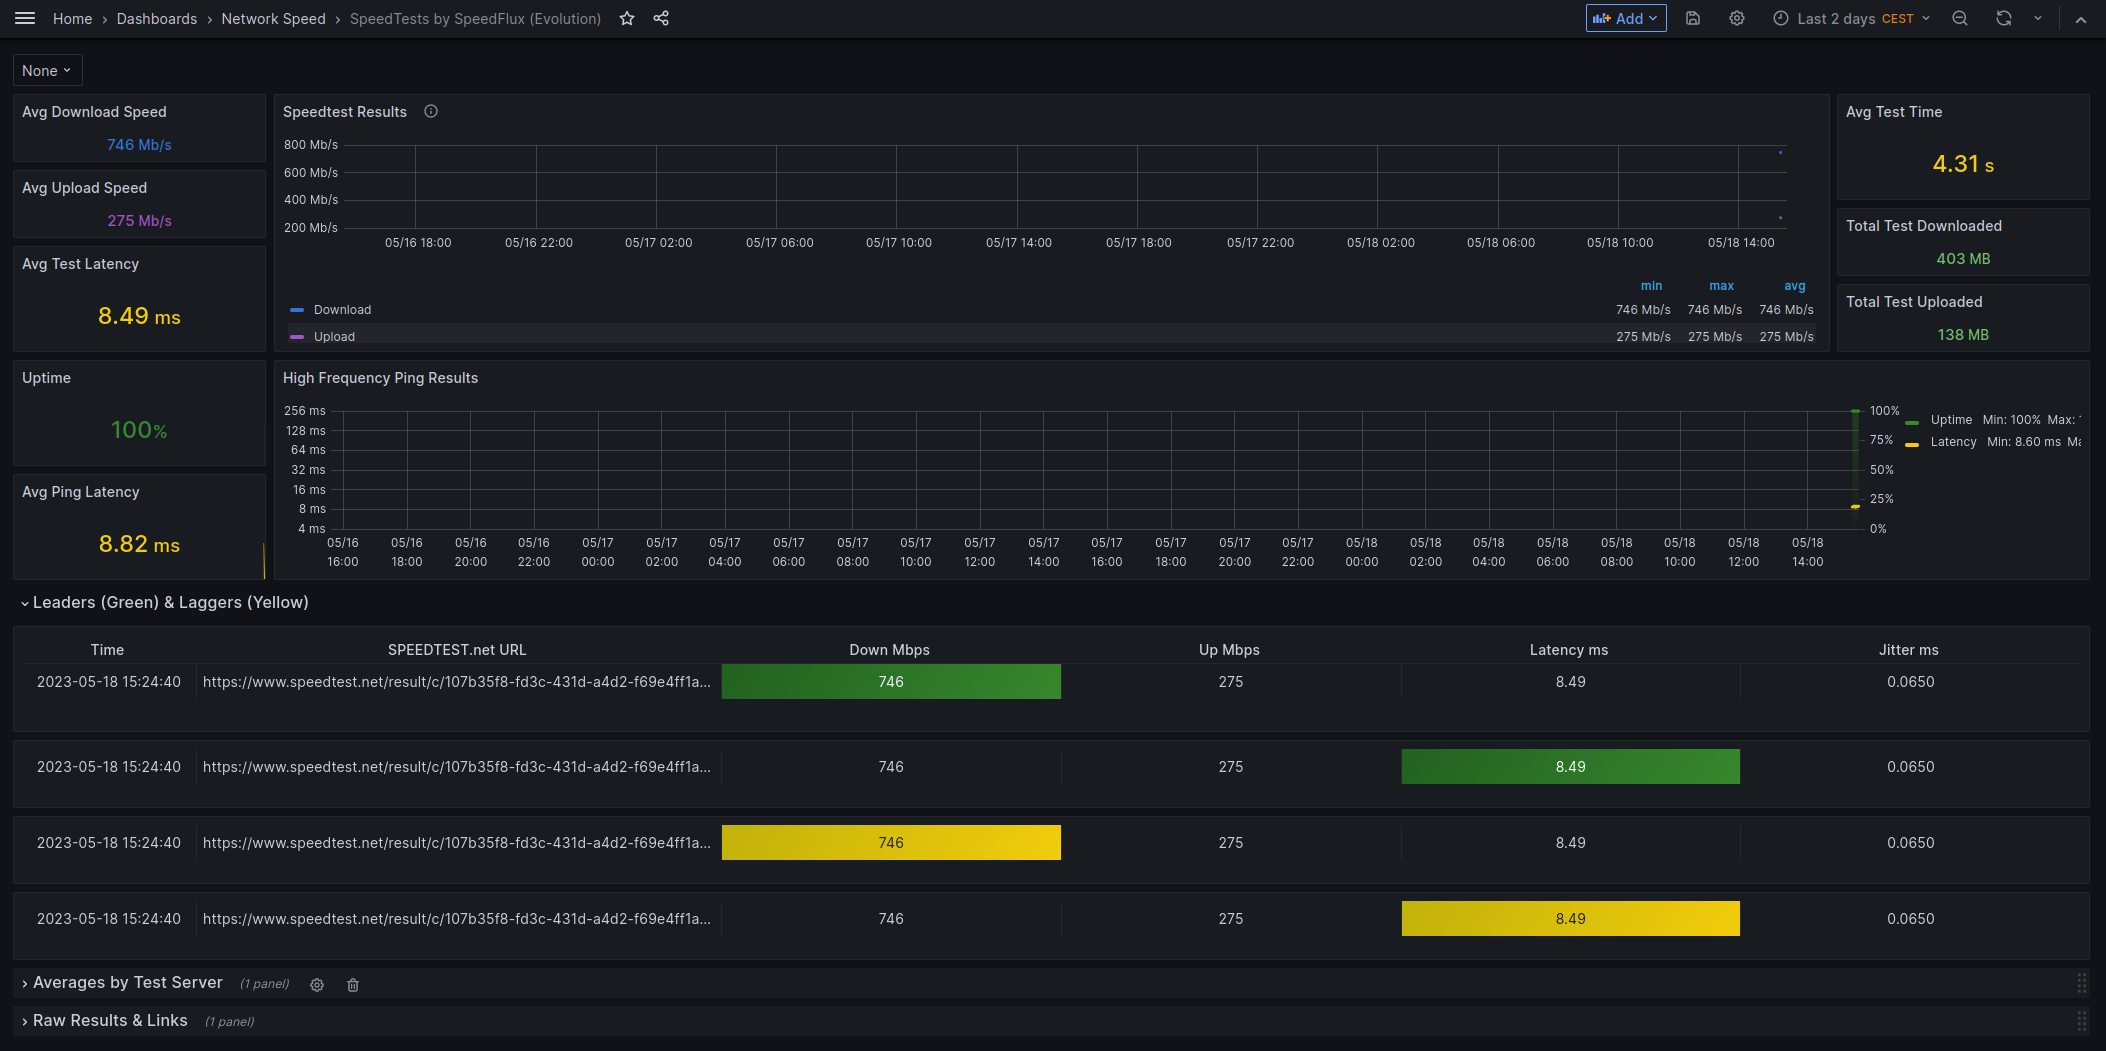 Home › Dashboards › Network Speed › SpeedTests by SpeedFlux (Evolution)
Add
Last 2 days CEST
None
Avg Download Speed
746 Mb/s
Avg Upload Speed
275 Mb/s
Avg Test Latency
8.49 ms
Uptime
100%
Avg Ping Latency
8.82 ms
Speedtest Results
800 Mb/s
600 Mb/s
400 Mb/s
200 Mb/s
05/16 18:00 05/16 22:00 05/17 02:00 05/17 06:00 05/17 10:00 05/17 14:00 05/17 18:00 05/17 22:00 05/18 02:00 05/18 06:00 05/18 10:00 05/18 14:00
min max avg
Download 746 Mb/s 746 Mb/s 746 Mb/s
Upload 275 Mb/s 275 Mb/s 275 Mb/s
Avg Test Time
4.31 s
Total Test Downloaded
403 MB
Total Test Uploaded
138 MB
High Frequency Ping Results
256 ms
128 ms
64 ms
32 ms
16 ms
8 ms
4 ms
100%
75%
50%
25%
0%
05/16 05/16 05/16 05/16 05/17 05/17 05/17 05/17 05/17 05/17 05/17 05/17 05/17 05/17 05/17 05/17 05/18 05/18 05/18 05/18 05/18 05/18 05/18 05/18
16:00 18:00 20:00 22:00 00:00 02:00 04:00 06:00 08:00 10:00 12:00 14:00 16:00 18:00 20:00 22:00 00:00 02:00 04:00 06:00 08:00 10:00 12:00 14:00
Uptime Min: 100% Max:
Latency Min: 8.60 ms
Leaders (Green) & Laggers (Yellow)
Time SPEEDTEST.net URL Down Mbps Up Mbps Latency ms Jitter ms
2023-05-18 15:24:40 https://www.speedtest.net/result/c/107b35f8-fd3c-431d-a4d2-f69e4ff1a... 746 275 8.49 0.0650
2023-05-18 15:24:40 https://www.speedtest.net/result/c/107b35f8-fd3c-431d-a4d2-f69e4ff1a... 746 275 8.49 0.0650
2023-05-18 15:24:40 https://www.speedtest.net/result/c/107b35f8-fd3c-431d-a4d2-f69e4ff1a... 746 275 8.49 0.0650
2023-05-18 15:24:40 https://www.speedtest.net/result/c/107b35f8-fd3c-431d-a4d2-f69e4ff1a... 746 275 8.49 0.0650
Averages by Test Server (1 panel)
Raw Results & Links (1 panel)